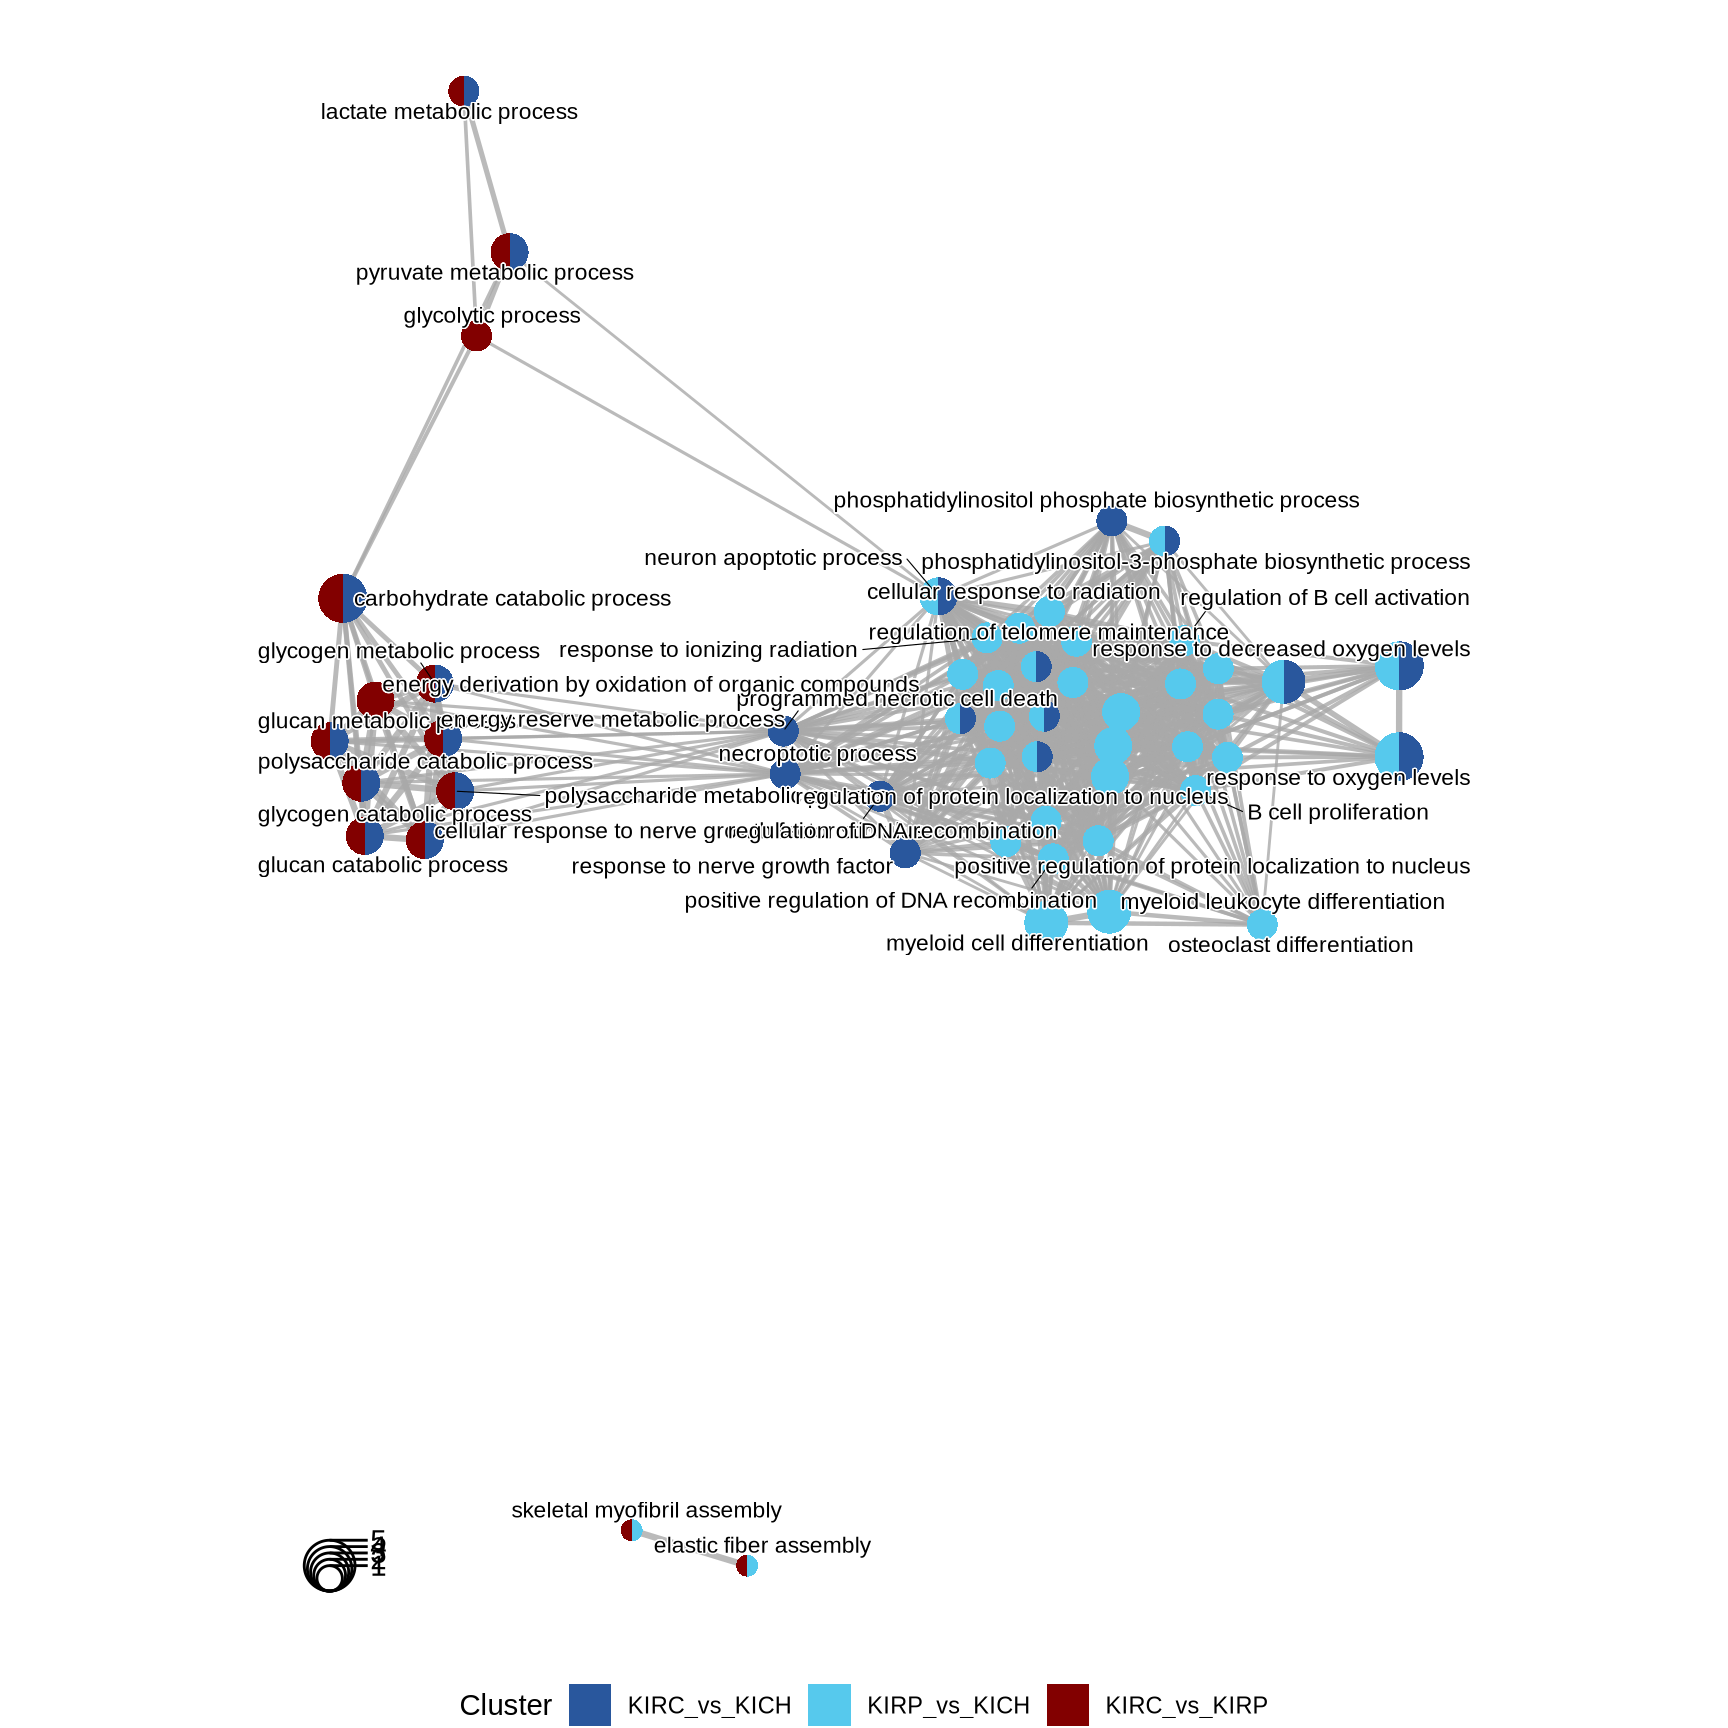 lactate metabolic process
pyruvate metabolic process
glycolytic process
phosphatidylinositol phosphate biosynthetic process
neuron apoptotic process
phosphatidylinositol-3-phosphate biosynthetic process
cellular response to radiation
carbohydrate catabolic process
regulation of B cell activation
regulation of telomere maintenance
glycogen metabolic process
response to ionizing radiation
response to decreased oxygen levels
energy derivation by oxidation of organic compounds
programmed necrotic cell death
glucan metabolic
energy reserve metabolic process
necroptotic process
polysaccharide catabolic process
response to oxygen levels
polysaccharide metabolic
regulation of protein localization to nucleus
glycogen catabolic process
B cell proliferation
cellular response to nerve
regulation of DNA recombination
glucan catabolic process
response to nerve growth factor
positive regulation of protein localization to nucleus
positive regulation of DNA recombination
myeloid leukocyte differentiation
myeloid cell differentiation
osteoclast differentiation
skeletal myofibril assembly
elastic fiber assembly
5
1
Cluster
KIRC_vs_KICH
KIRP_vs_KICH
KIRC_vs_KIRP